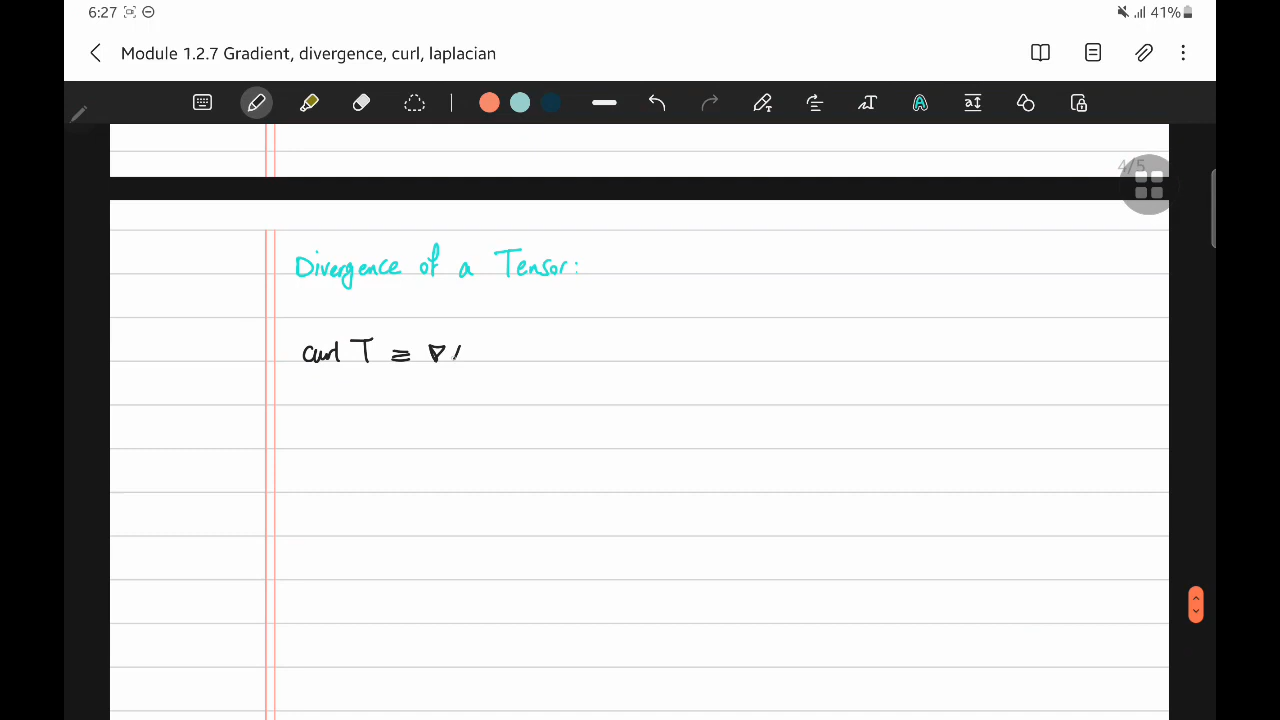 6:27 41%
Module 1.2.7 Gradient, divergence, curl, laplacian
4/5
Divergence of a Tensor:
curl T ≡ ∇ /